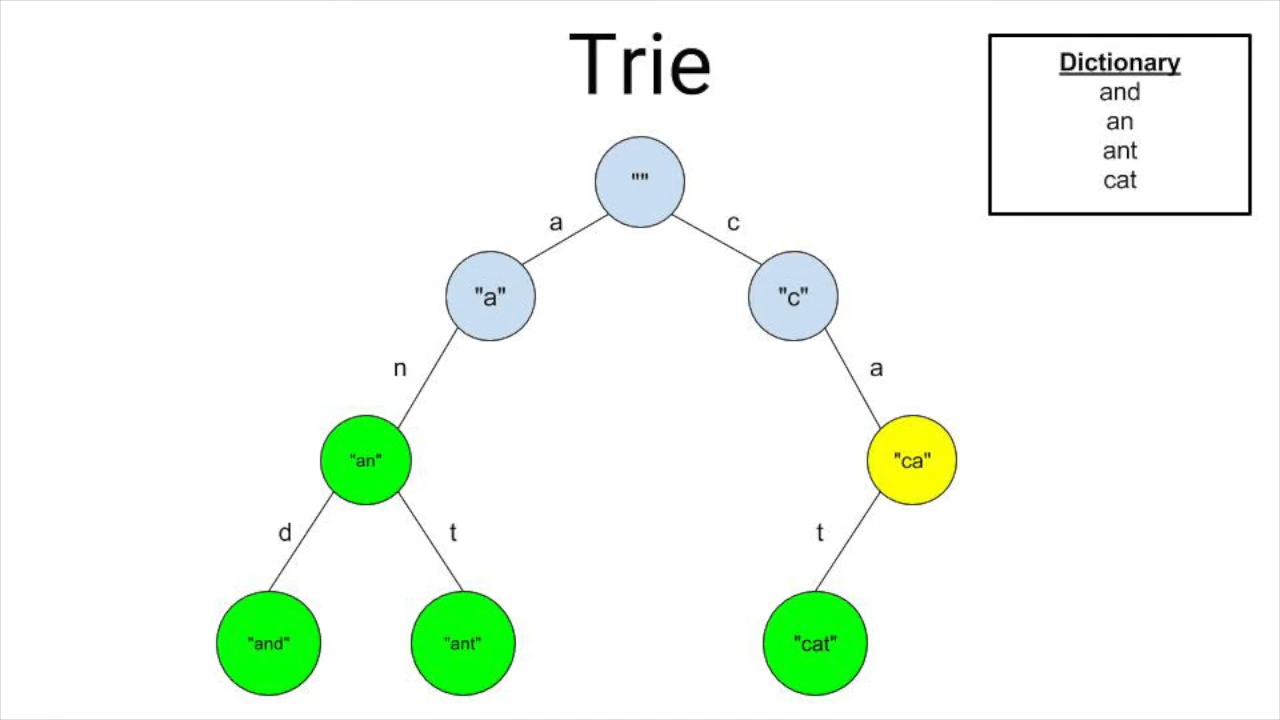 Trie
Dictionary
and
an
ant
cat
""
a
c
"a"
"c"
n
a
"an"
"ca"
d
t
t
"and"
"ant"
"cat"